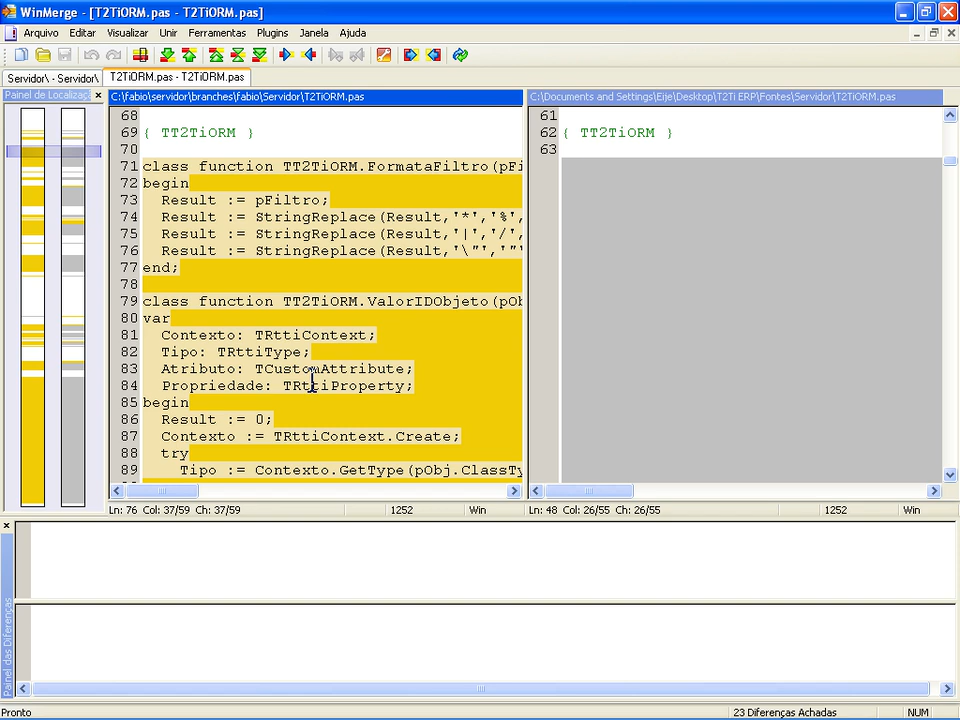 WinMerge - [T2TiORM.pas - T2TiORM.pas]
Arquivo Editar Visualizar Unir Ferramentas Plugins Janela Ajuda
Servidor\ - Servidor\ T2TiORM.pas - T2TiORM.pas
Painel de Localizaç
C:\fabio\servidor\branches\fabio\Servidor\T2TiORM.pas
68
69 { TT2TiORM }
70
71 class function TT2TiORM.FormataFiltro(pFi
72 begin
73 Result := pFiltro;
74 Result := StringReplace(Result,'*','%',
75 Result := StringReplace(Result,'|','/',
76 Result := StringReplace(Result,'\"','"'
77 end;
78
79 class function TT2TiORM.ValorIDObjeto(pOb
80 var
81 Contexto: TRttiContext;
82 Tipo: TRttiType;
83 Atributo: TCustomAttribute;
84 Propriedade: TRttiProperty;
85 begin
86 Result := 0;
87 Contexto := TRttiContext.Create;
88 try
89 Tipo := Contexto.GetType(pObj.ClassTy
Ln: 76 Col: 37/59 Ch: 37/59 1252 Win
C:\Documents and Settings\Eije\Desktop\T2Ti ERP\Fontes\Servidor\T2TiORM.pas
61
62 { TT2TiORM }
63
Ln: 48 Col: 26/55 Ch: 26/55 1252 Win
Painel das Diferenças
Pronto 23 Diferenças Achadas NUM